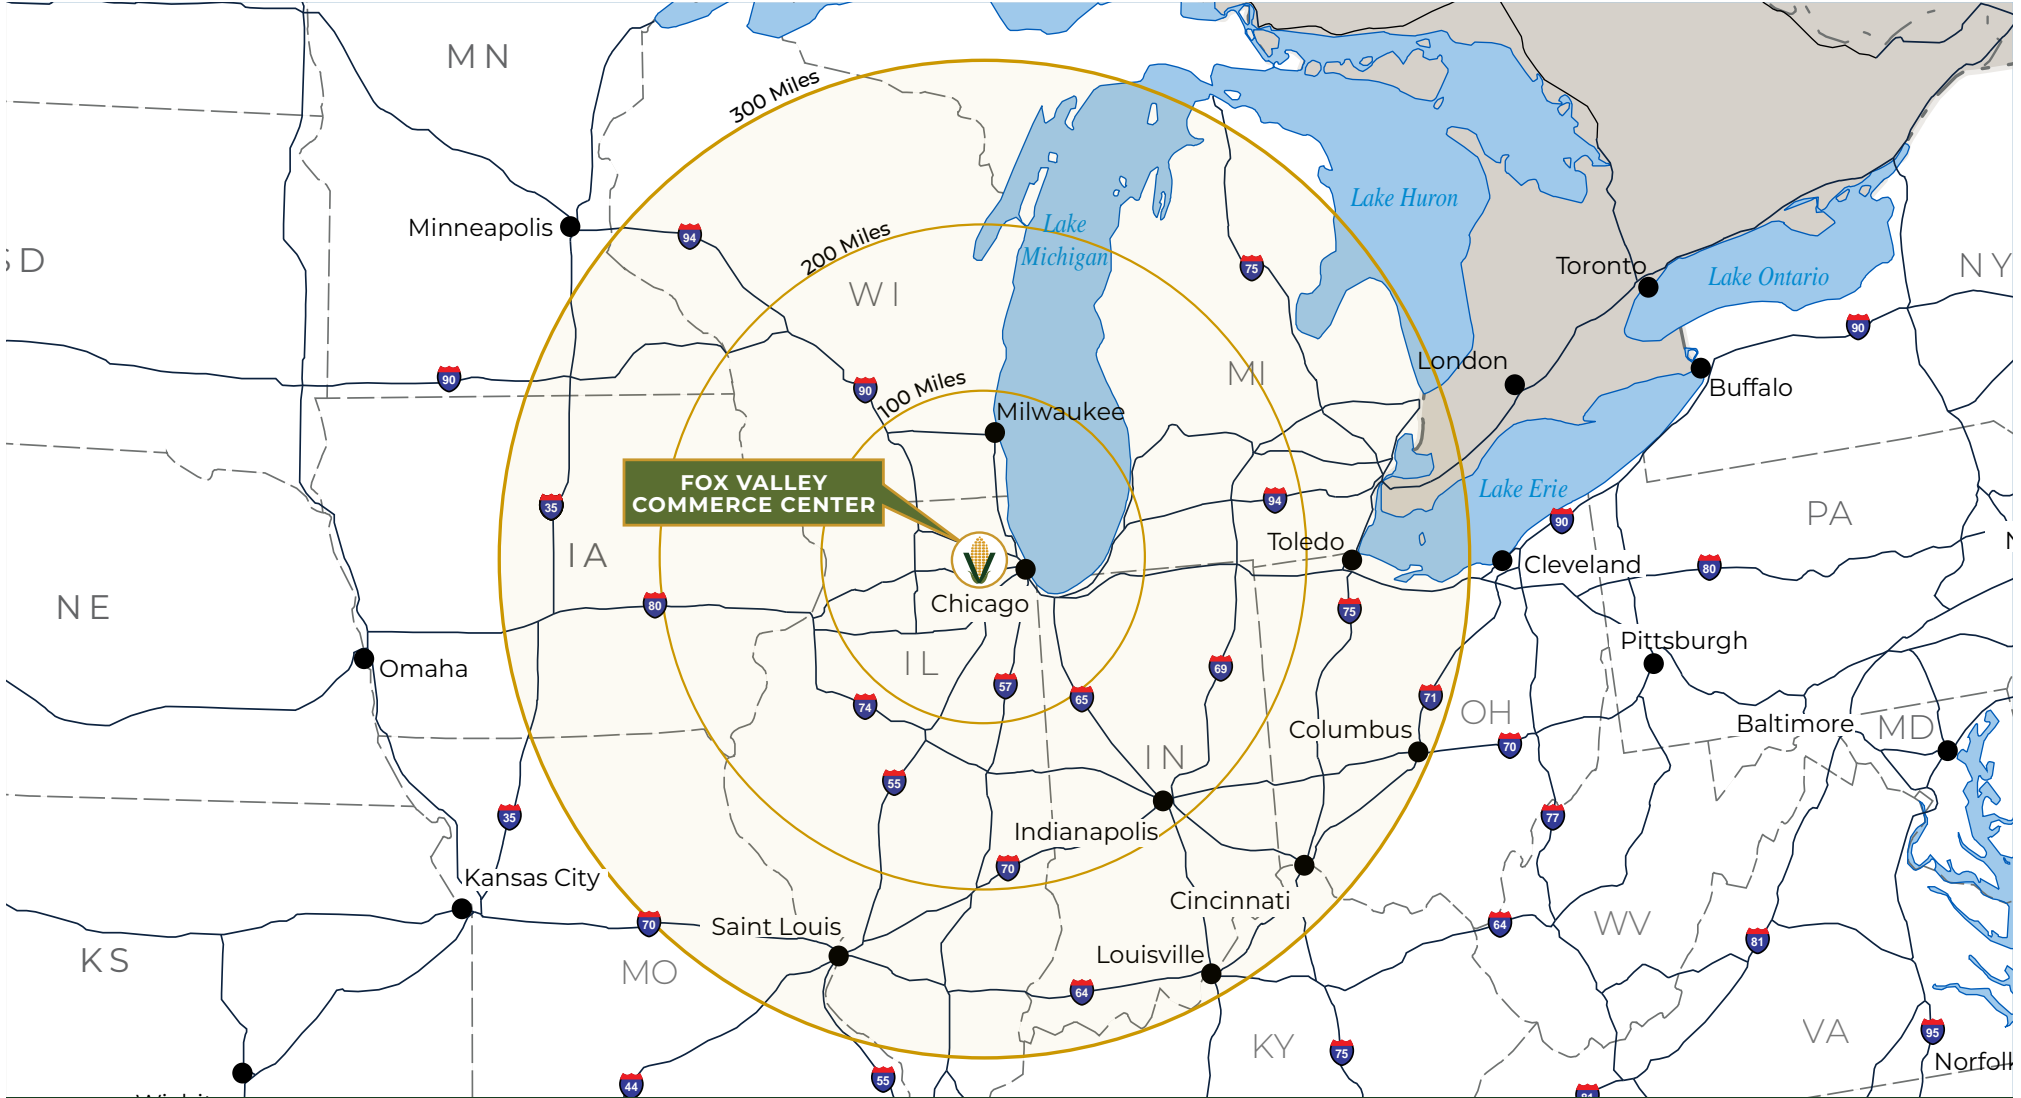 MN
300 Miles
Minneapolis
94
200 Miles
Lake
Michigan
Lake Huron
SD
WI
75
Toronto
Lake Ontario
NY
90
90
90
100 Miles
MI
London
Buffalo
Milwaukee
FOX VALLEY
COMMERCE CENTER
35
94
Lake Erie
90
PA
IA
Toledo
Cleveland
80
NE
80
Chicago
75
Omaha
IL
57
65
69
Pittsburgh
71
74
Columbus
OH
70
Baltimore
MD
IN
55
35
Indianapolis
77
70
Kansas City
Cincinnati
70
Saint Louis
64
WV
81
KS
MO
Louisville
64
KY
75
VA
95
Norfolk
44
55